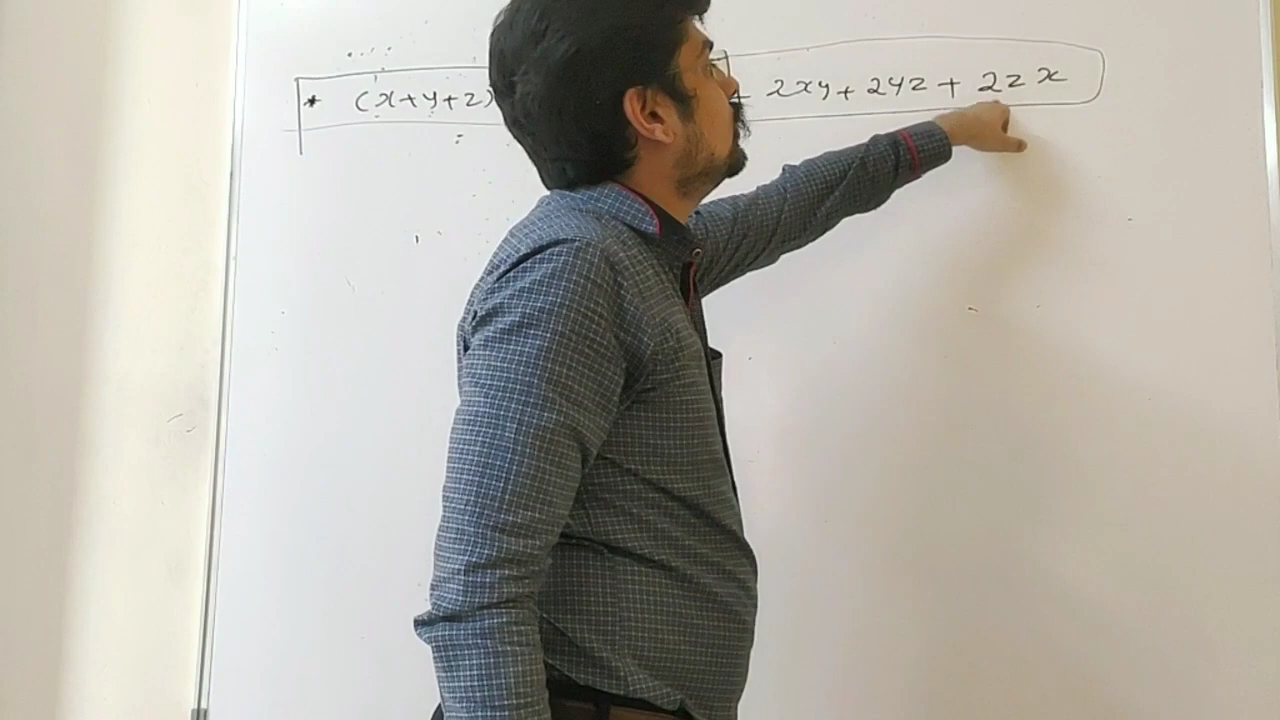 * (x+y+z) + 2xy + 2yz + 2zx